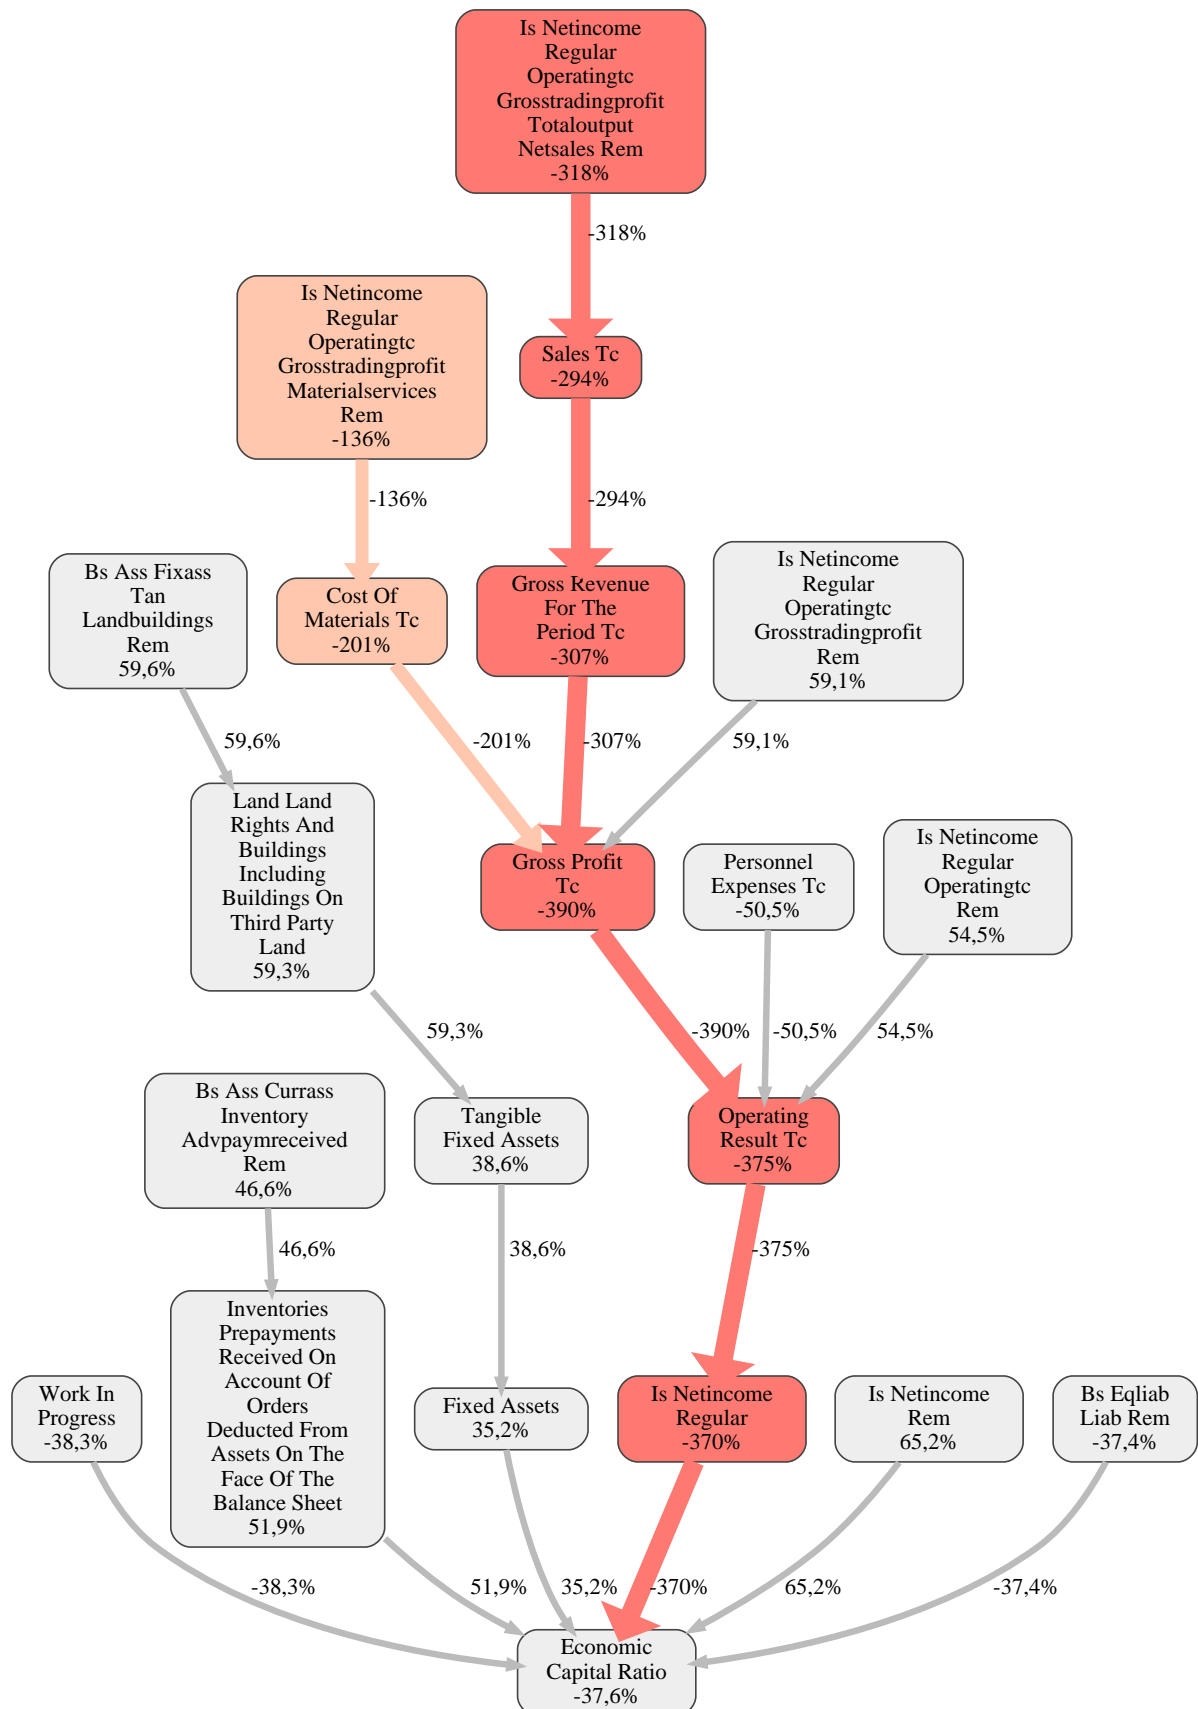 Is Netincome
Regular
Operatingtc
Grosstradingprofit
Totaloutput
Netsales Rem
-318%
-318%
Is Netincome
Regular
Operatingtc
Grosstradingprofit
Materialservices
Rem
-136%
Sales Tc
-294%
-136%
-294%
Bs Ass Fixass
Tan
Landbuildings
Rem
59,6%
Cost Of
Materials Tc
-201%
Gross Revenue
For The
Period Tc
-307%
Is Netincome
Regular
Operatingtc
Grosstradingprofit
Rem
59,1%
59,6%
-201%
-307%
59,1%
Land Land
Rights And
Buildings
Including
Buildings On
Third Party
Land
59,3%
Gross Profit
Tc
-390%
Personnel
Expenses Tc
-50,5%
Is Netincome
Regular
Operatingtc
Rem
54,5%
59,3%
-390%
-50,5%
54,5%
Bs Ass Currass
Inventory
Advpaymreceived
Rem
46,6%
Tangible
Fixed Assets
38,6%
Operating
Result Tc
-375%
46,6%
38,6%
-375%
Work In
Progress
-38,3%
Inventories
Prepayments
Received On
Account Of
Orders
Deducted From
Assets On The
Face Of The
Balance Sheet
51,9%
Fixed Assets
35,2%
Is Netincome
Regular
-370%
Is Netincome
Rem
65,2%
Bs Eqliab
Liab Rem
-37,4%
-38,3%
51,9%
35,2%
-370%
65,2%
-37,4%
Economic
Capital Ratio
-37,6%